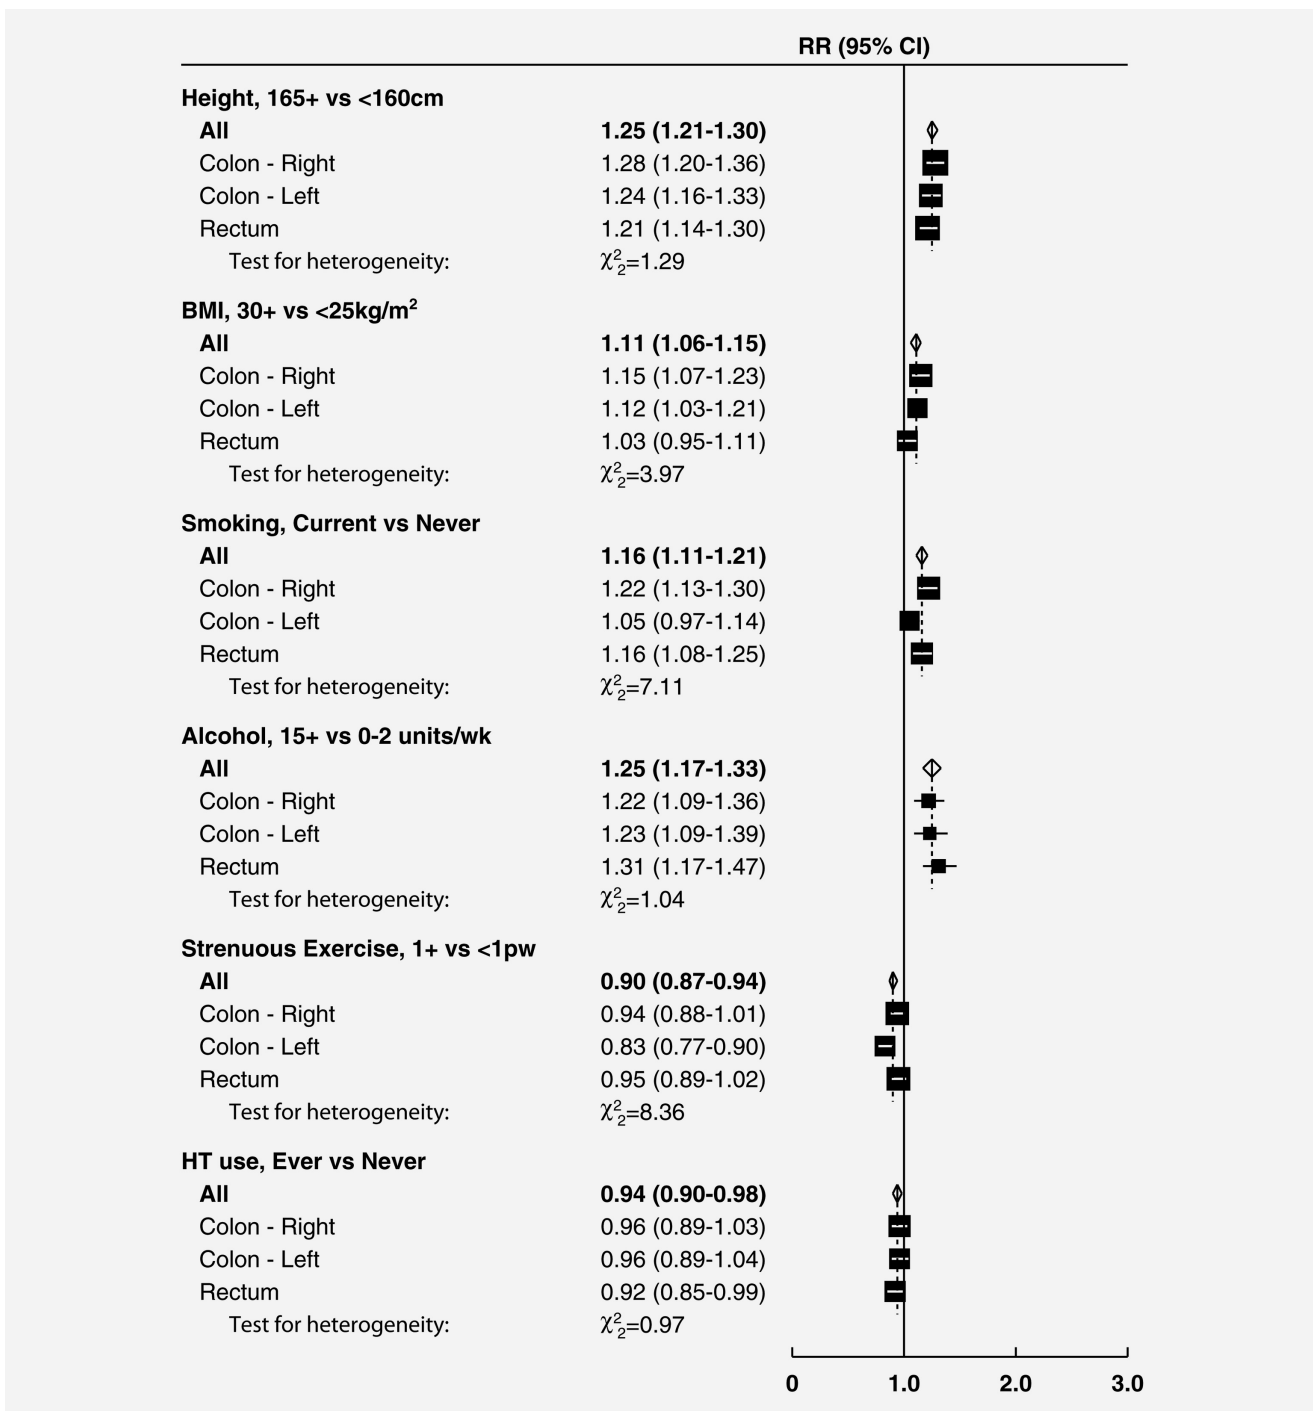 RR (95% CI)
Height, 165+ vs <160cm
All 1.25 (1.21-1.30)
Colon - Right 1.28 (1.20-1.36)
Colon - Left 1.24 (1.16-1.33)
Rectum 1.21 (1.14-1.30)
Test for heterogeneity: χ²₂=1.29
BMI, 30+ vs <25kg/m²
All 1.11 (1.06-1.15)
Colon - Right 1.15 (1.07-1.23)
Colon - Left 1.12 (1.03-1.21)
Rectum 1.03 (0.95-1.11)
Test for heterogeneity: χ²₂=3.97
Smoking, Current vs Never
All 1.16 (1.11-1.21)
Colon - Right 1.22 (1.13-1.30)
Colon - Left 1.05 (0.97-1.14)
Rectum 1.16 (1.08-1.25)
Test for heterogeneity: χ²₂=7.11
Alcohol, 15+ vs 0-2 units/wk
All 1.25 (1.17-1.33)
Colon - Right 1.22 (1.09-1.36)
Colon - Left 1.23 (1.09-1.39)
Rectum 1.31 (1.17-1.47)
Test for heterogeneity: χ²₂=1.04
Strenuous Exercise, 1+ vs <1pw
All 0.90 (0.87-0.94)
Colon - Right 0.94 (0.88-1.01)
Colon - Left 0.83 (0.77-0.90)
Rectum 0.95 (0.89-1.02)
Test for heterogeneity: χ²₂=8.36
HT use, Ever vs Never
All 0.94 (0.90-0.98)
Colon - Right 0.96 (0.89-1.03)
Colon - Left 0.96 (0.89-1.04)
Rectum 0.92 (0.85-0.99)
Test for heterogeneity: χ²₂=0.97
0 1.0 2.0 3.0